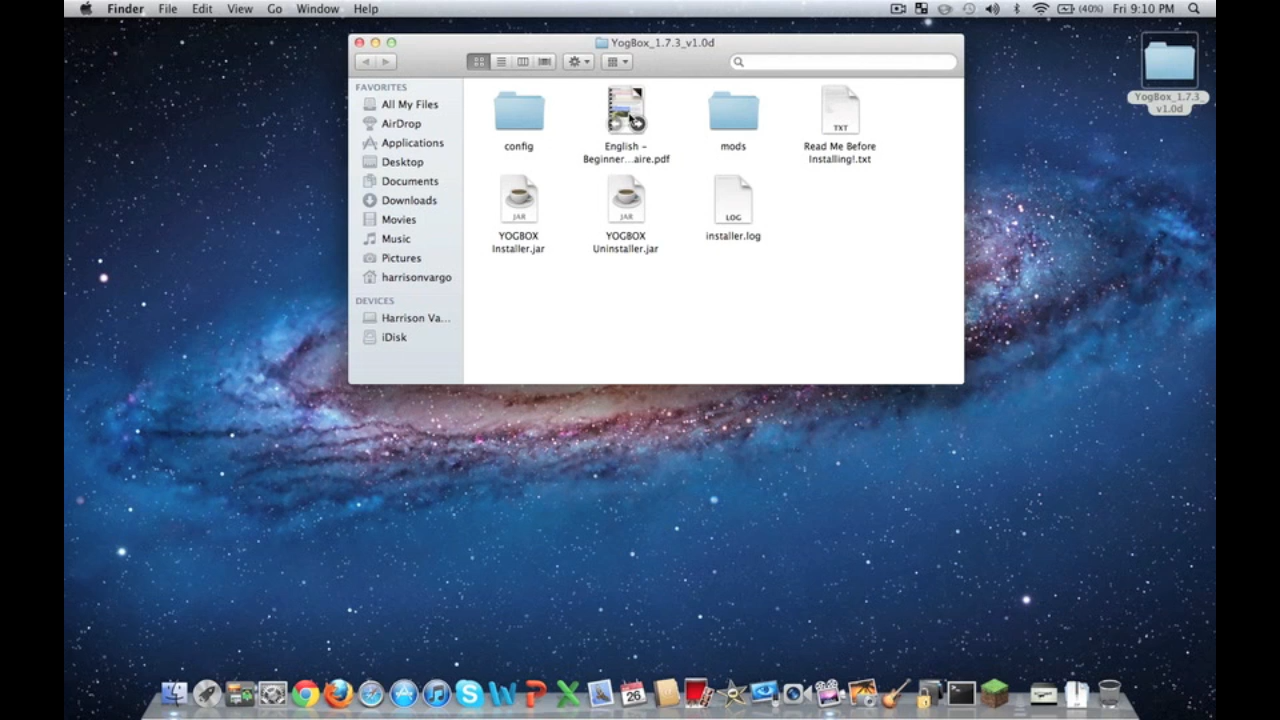 Finder File Edit View Go Window Help
(40%) Fri 9:10 PM
YogBox_1.7.3_v1.0d
FAVORITES
All My Files
AirDrop
Applications
Desktop
Documents
Downloads
Movies
Music
Pictures
harrisonvargo
DEVICES
Harrison Va...
iDisk
config
English -
Beginner...aire.pdf
mods
TXT
Read Me Before
Installing!.txt
JAR
YOGBOX
Installer.jar
JAR
YOGBOX
Uninstaller.jar
LOG
installer.log
YogBox_1.7.3_
v1.0d
26